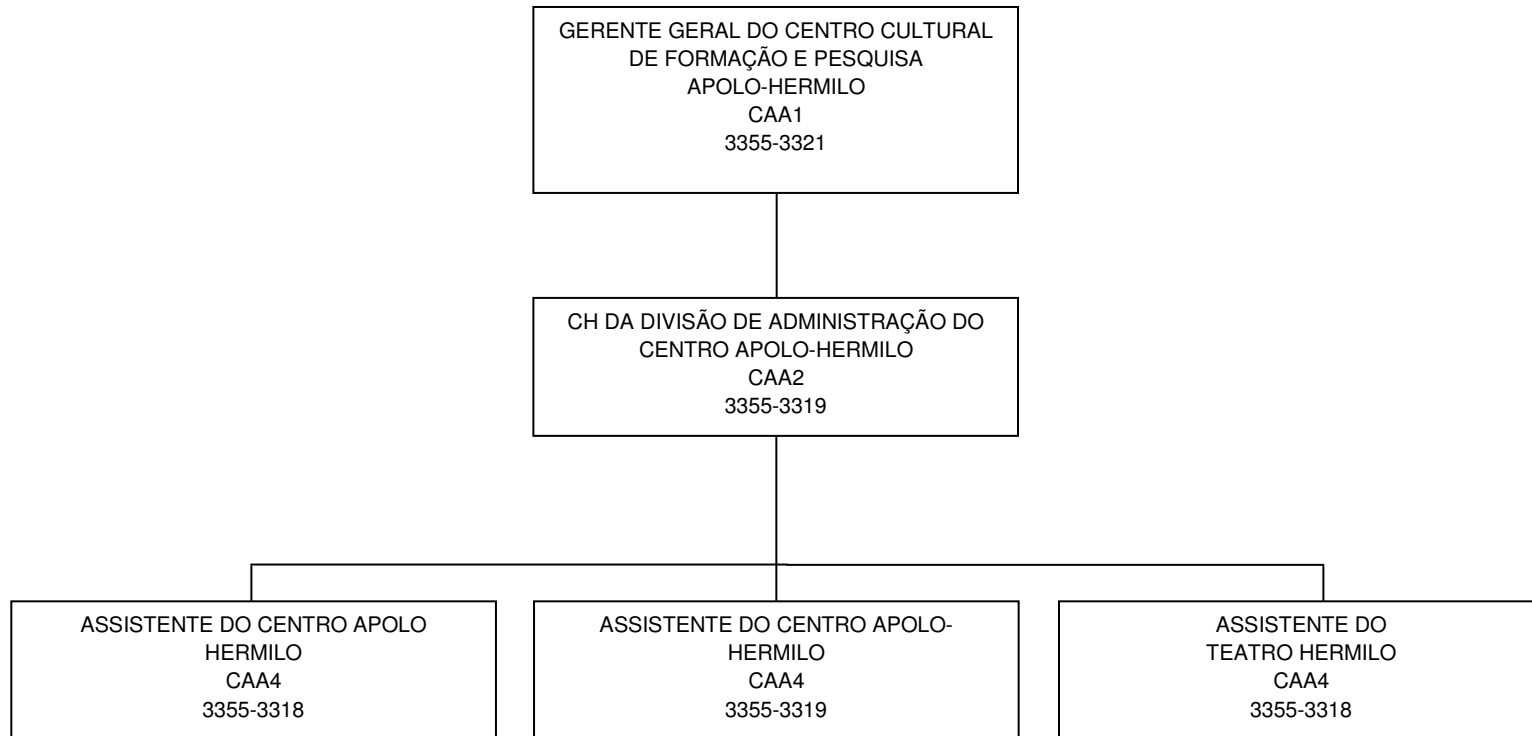 GERENTE GERAL DO CENTRO CULTURAL
DE FORMAÇÃO E PESQUISA
APOLO-HERMILO
CAA1
3355-3321
CH DA DIVISÃO DE ADMINISTRAÇÃO DO
CENTRO APOLO-HERMILO
CAA2
3355-3319
ASSISTENTE DO CENTRO APOLO
HERMILO
CAA4
3355-3318
ASSISTENTE DO CENTRO APOLO-
HERMILO
CAA4
3355-3319
ASSISTENTE DO
TEATRO HERMILO
CAA4
3355-3318